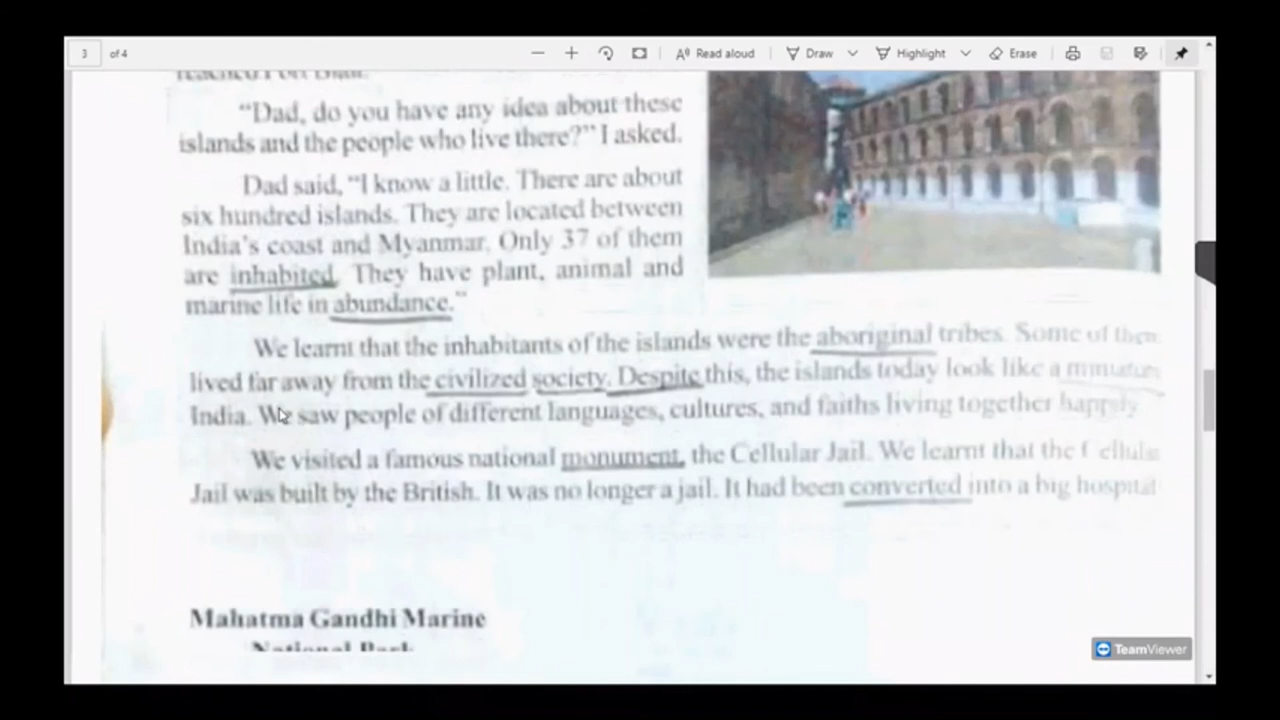 3 of 4
Read aloud
Draw
Highlight
Erase
"Dad, do you have any idea about these
islands and the people who live there?" I asked.
Dad said, "I know a little. There are about
six hundred islands. They are located between
India's coast and Myanmar. Only 37 of them
are inhabited. They have plant, animal and
marine life in abundance."
We learnt that the inhabitants of the islands were the aboriginal tribes. Some of them
lived far away from the civilized society. Despite this, the islands today look like a
India. We saw people of different languages, cultures, and faiths living together happily
We visited a famous national monument, the Cellular Jail. We learnt that the
Jail was built by the British. It was no longer a jail. It had been converted into a big hospital
Mahatma Gandhi Marine
National Park
TeamViewer